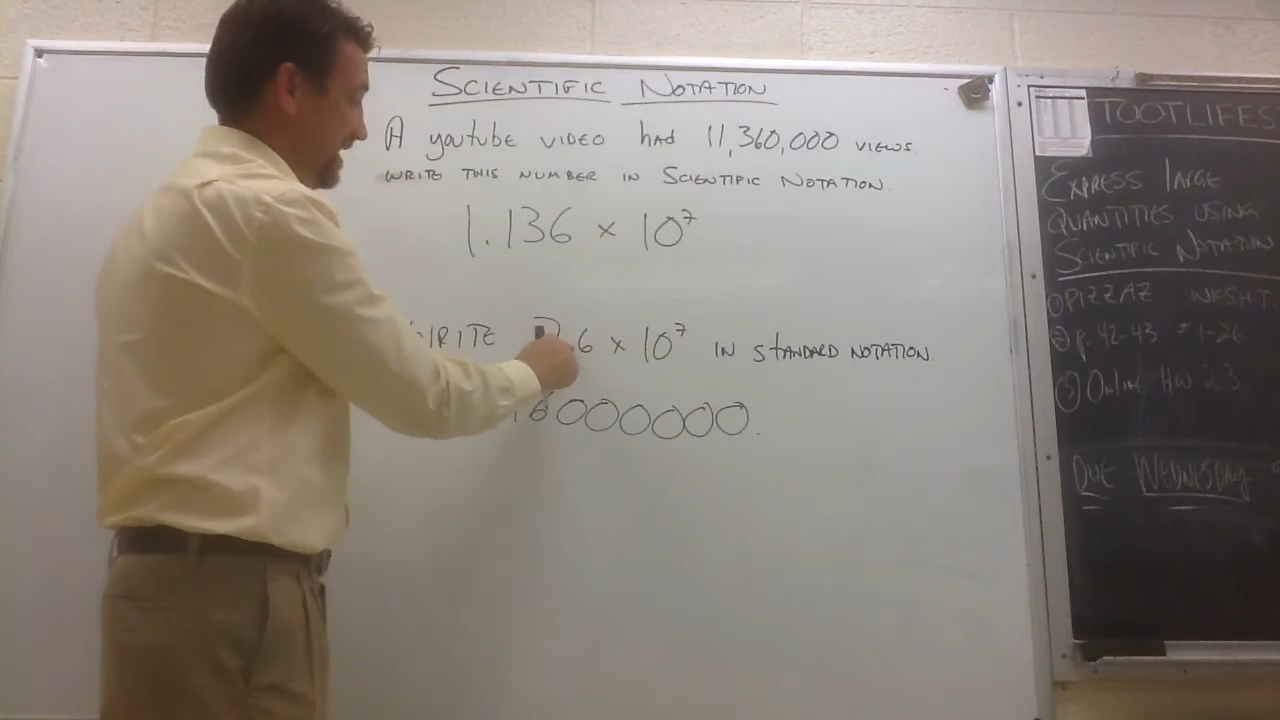 SCIENTIFIC NOTATION
A youtube VIDEO had 11,360,000 VIEWS.
WRITE THIS NUMBER IN SCIENTIFIC NOTATION.
1.136 × 10⁷
6 × 10⁷ IN STANDARD NOTATION.
6000000.
TOOTLIFES
EXPRESS LARGE
QUANTITIES USING
SCIENTIFIC NOTATION
① PIZZAZ WKSHT
② p. 42-43 #1-26
③ ONLINE HW 2.3
DUE WEDNESDAY